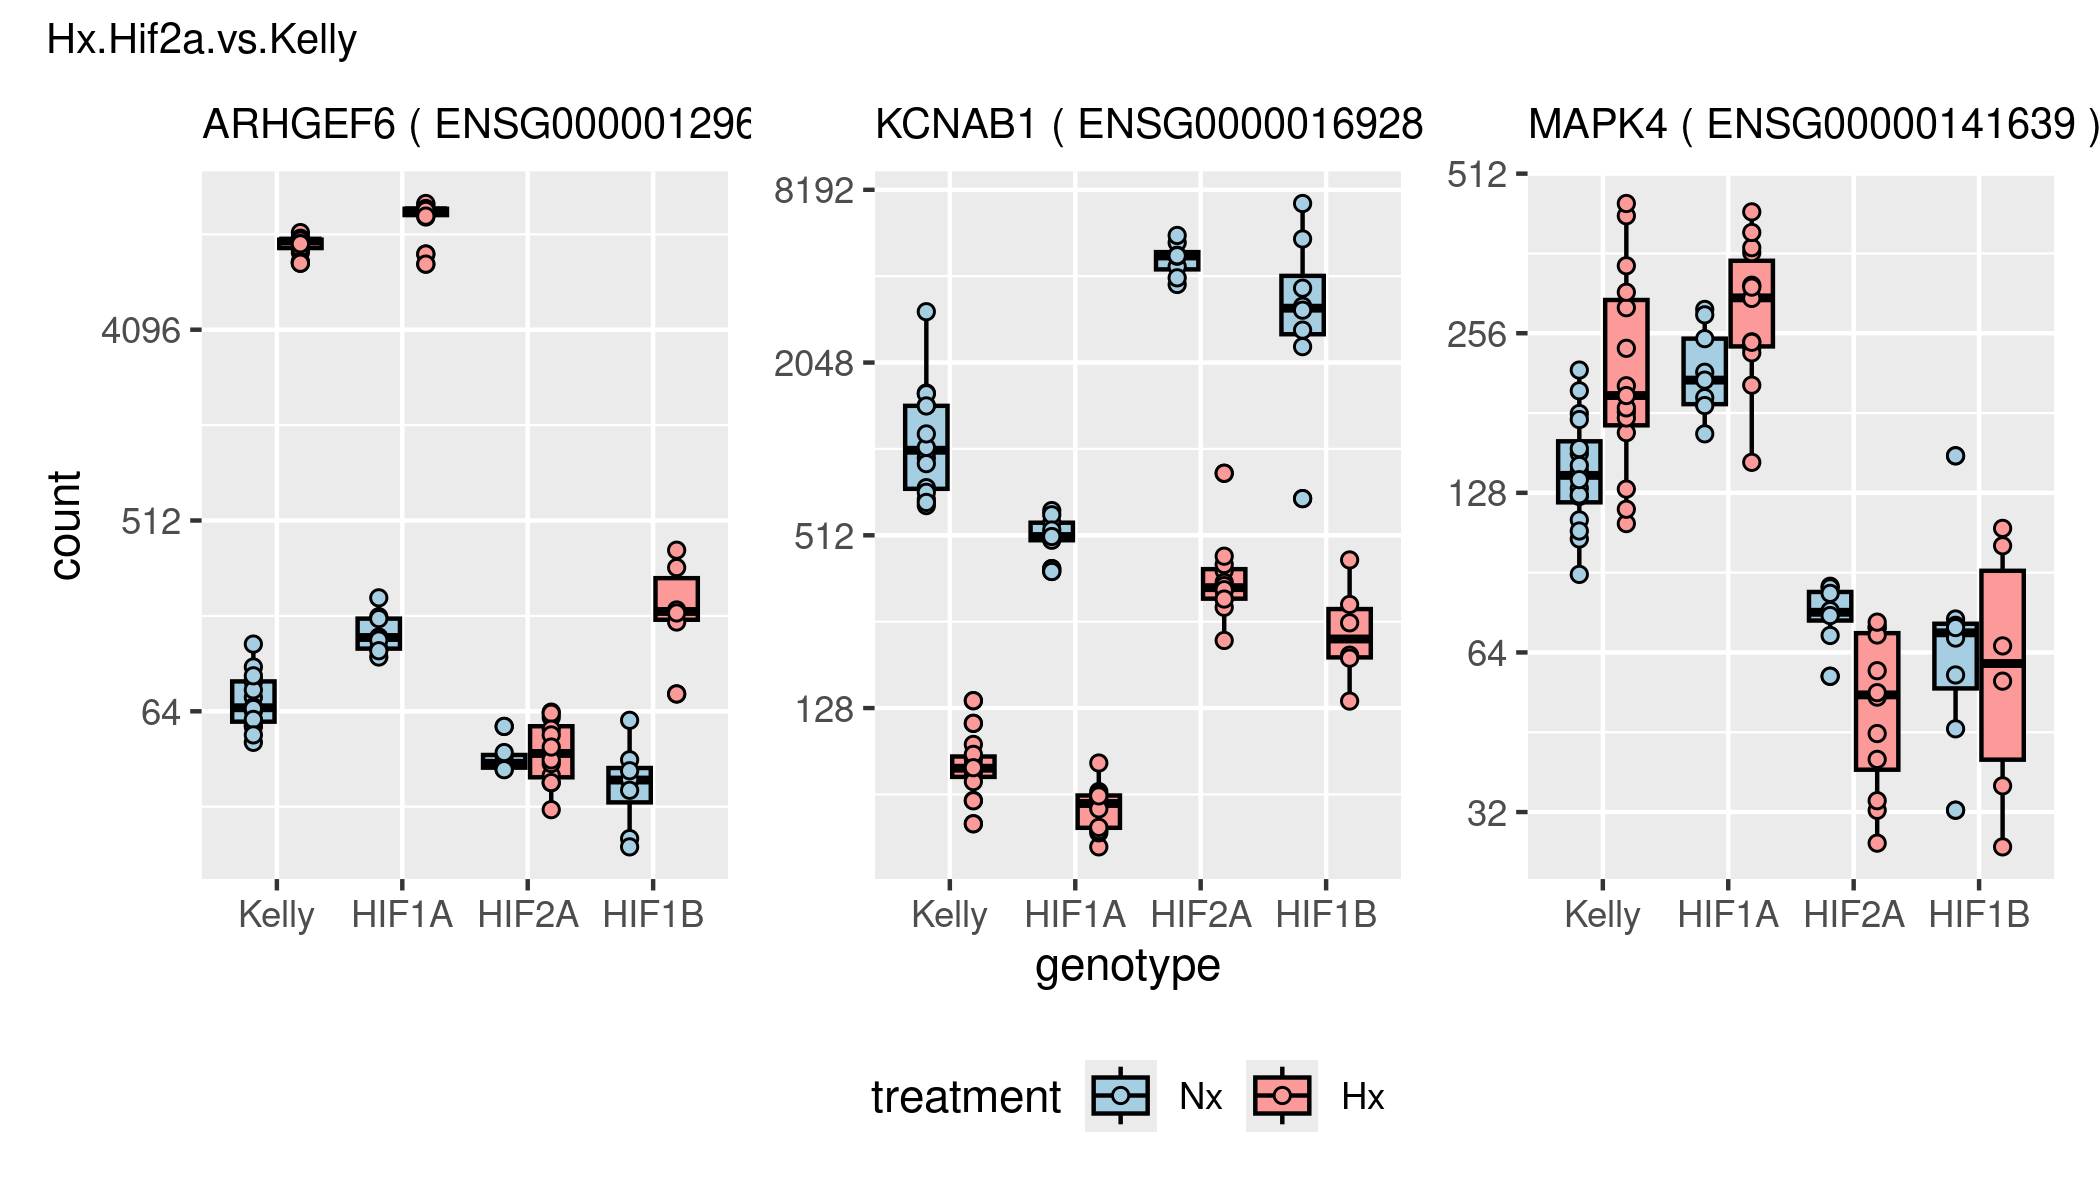 Hx.Hif2a.vs.Kelly
ARHGEF6 ( ENSG00000129
KCNAB1 ( ENSG0000016928
MAPK4 ( ENSG00000141639 )
count
4096
512
64
8192
2048
512
128
512
256
128
64
32
Kelly HIF1A HIF2A HIF1B
Kelly HIF1A HIF2A HIF1B
Kelly HIF1A HIF2A HIF1B
genotype
treatment Nx Hx